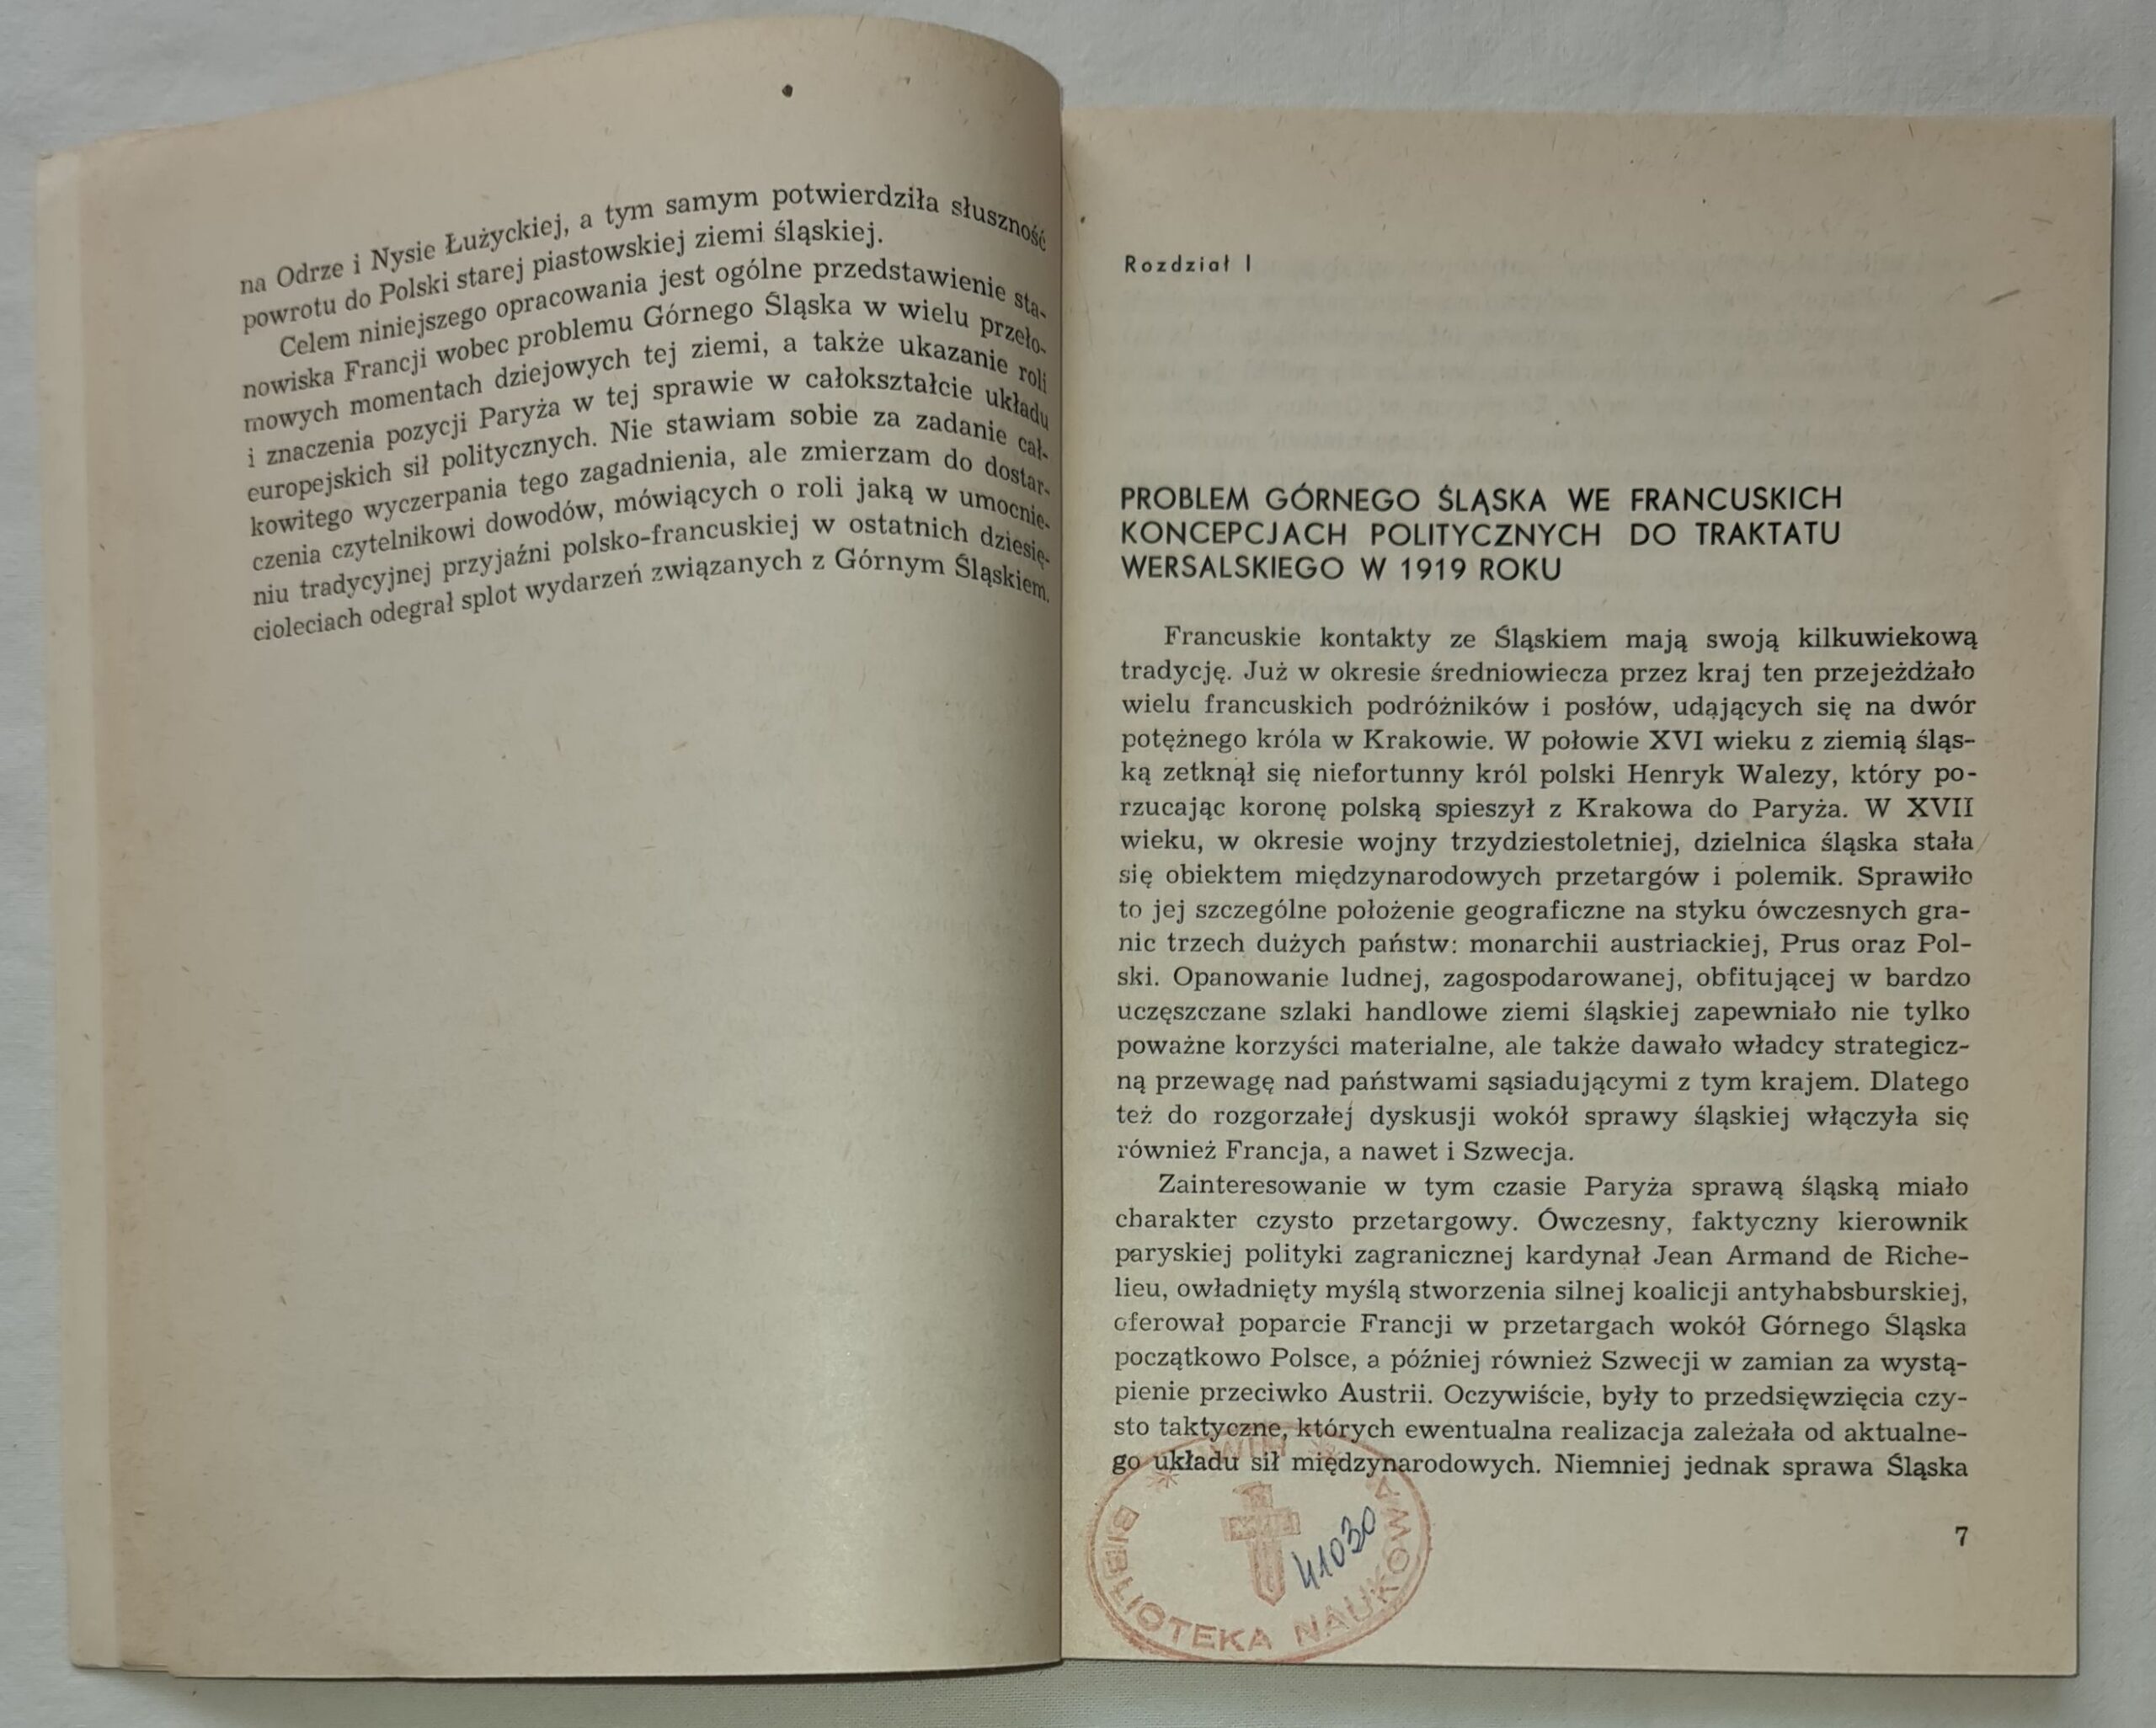 na Odrze i Nysie Łużyckiej, a tym samym potwierdziła słuszność
powrotu do Polski starej piastowskiej ziemi śląskiej.
Celem niniejszego opracowania jest ogólne przedstawienie sta-
nowiska Francji wobec problemu Górnego Śląska w wielu przeło-
mowych momentach dziejowych tej ziemi, a także ukazanie roli
i znaczenia pozycji Paryża w tej sprawie w całokształcie układu
europejskich sił politycznych. Nie stawiam sobie za zadanie cał-
kowitego wyczerpania tego zagadnienia, ale zmierzam do dostar-
czenia czytelnikowi dowodów, mówiących o roli jaką w umocnie-
niu tradycyjnej przyjaźni polsko-francuskiej w ostatnich dziesię-
cioleciach odegrał splot wydarzeń związanych z Górnym Śląskiem.
Rozdział I
PROBLEM GÓRNEGO ŚLĄSKA WE FRANCUSKICH
KONCEPCJACH POLITYCZNYCH DO TRAKTATU
WERSALSKIEGO W 1919 ROKU
Francuskie kontakty ze Śląskiem mają swoją kilkuwiekową
tradycję. Już w okresie średniowiecza przez kraj ten przejeżdżało
wielu francuskich podróżników i posłów, udających się na dwór
potężnego króla w Krakowie. W połowie XVI wieku z ziemią śląs-
ką zetknął się niefortunny król polski Henryk Walezy, który po-
rzucając koronę polską spieszył z Krakowa do Paryża. W XVII
wieku, w okresie wojny trzydziestoletniej, dzielnica śląska stała
się obiektem międzynarodowych przetargów i polemik. Sprawiło
to jej szczególne położenie geograficzne na styku ówczesnych gra-
nic trzech dużych państw: monarchii austriackiej, Prus oraz Pol-
ski. Opanowanie ludnej, zagospodarowanej, obfitującej w bardzo
uczęszczane szlaki handlowe ziemi śląskiej zapewniało nie tylko
poważne korzyści materialne, ale także dawało władcy strategicz-
ną przewagę nad państwami sąsiadującymi z tym krajem. Dlatego
też do rozgorzałej dyskusji wokół sprawy śląskiej włączyła się
również Francja, a nawet i Szwecja.
Zainteresowanie w tym czasie Paryża sprawą śląską miało
charakter czysto przetargowy. Ówczesny, faktyczny kierownik
paryskiej polityki zagranicznej kardynał Jean Armand de Riche-
lieu, owładnięty myślą stworzenia silnej koalicji antyhabsburskiej,
oferował poparcie Francji w przetargach wokół Górnego Śląska
początkowo Polsce, a później również Szwecji w zamian za wystą-
pienie przeciwko Austrii. Oczywiście, były to przedsięwzięcia czy-
sto taktyczne, których ewentualna realizacja zależała od aktualne-
go układu sił międzynarodowych. Niemniej jednak sprawa Śląska
BIBLIOTEKA NAUKOWA
41030
7